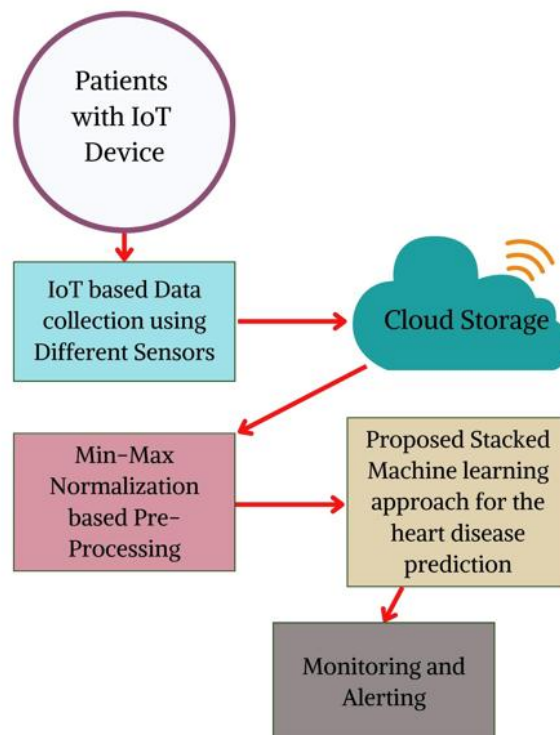 Patients
with IoT
Device
IoT based Data
collection using
Different Sensors
Cloud Storage
Min-Max
Normalization
based Pre-
Processing
Proposed Stacked
Machine learning
approach for the
heart disease
prediction
Monitoring and
Alerting